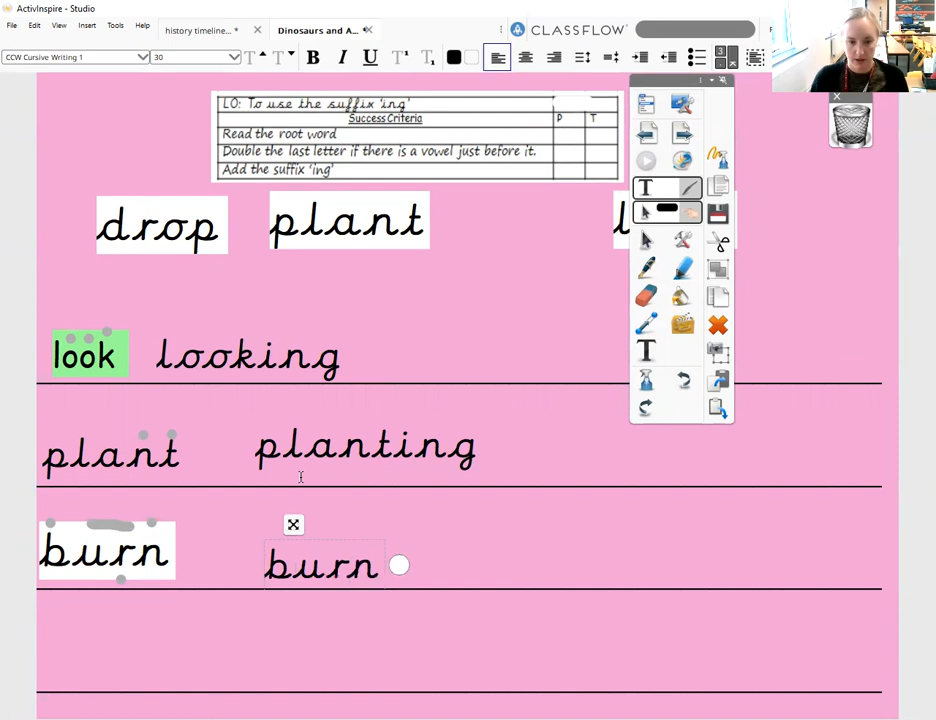 ActivInspire - Studio
File Edit View Insert Tools Help
history timeline... *
Dinosaurs and A...
CLASSFLOW
CCW Cursive Writing 1
30
B I U T T
LO: To use the suffix 'ing'
Success Criteria P T
Read the root word
Double the last letter if there is a vowel just before it.
Add the suffix 'ing'
drop plant l
look looking
plant planting
burn burn